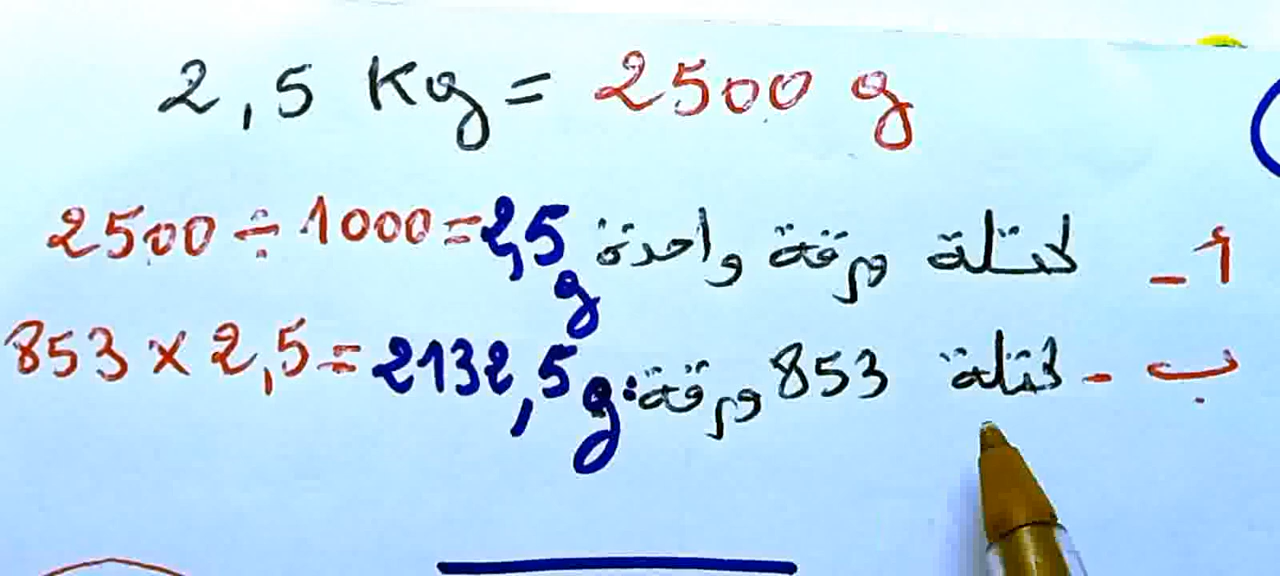 2,5 Kg = 2500 g
أ - كتلة ورقة واحدة: 2500 ÷ 1000 = 2,5 g
ب - كتلة 853 ورقة: 853 × 2,5 = 2132,5 g